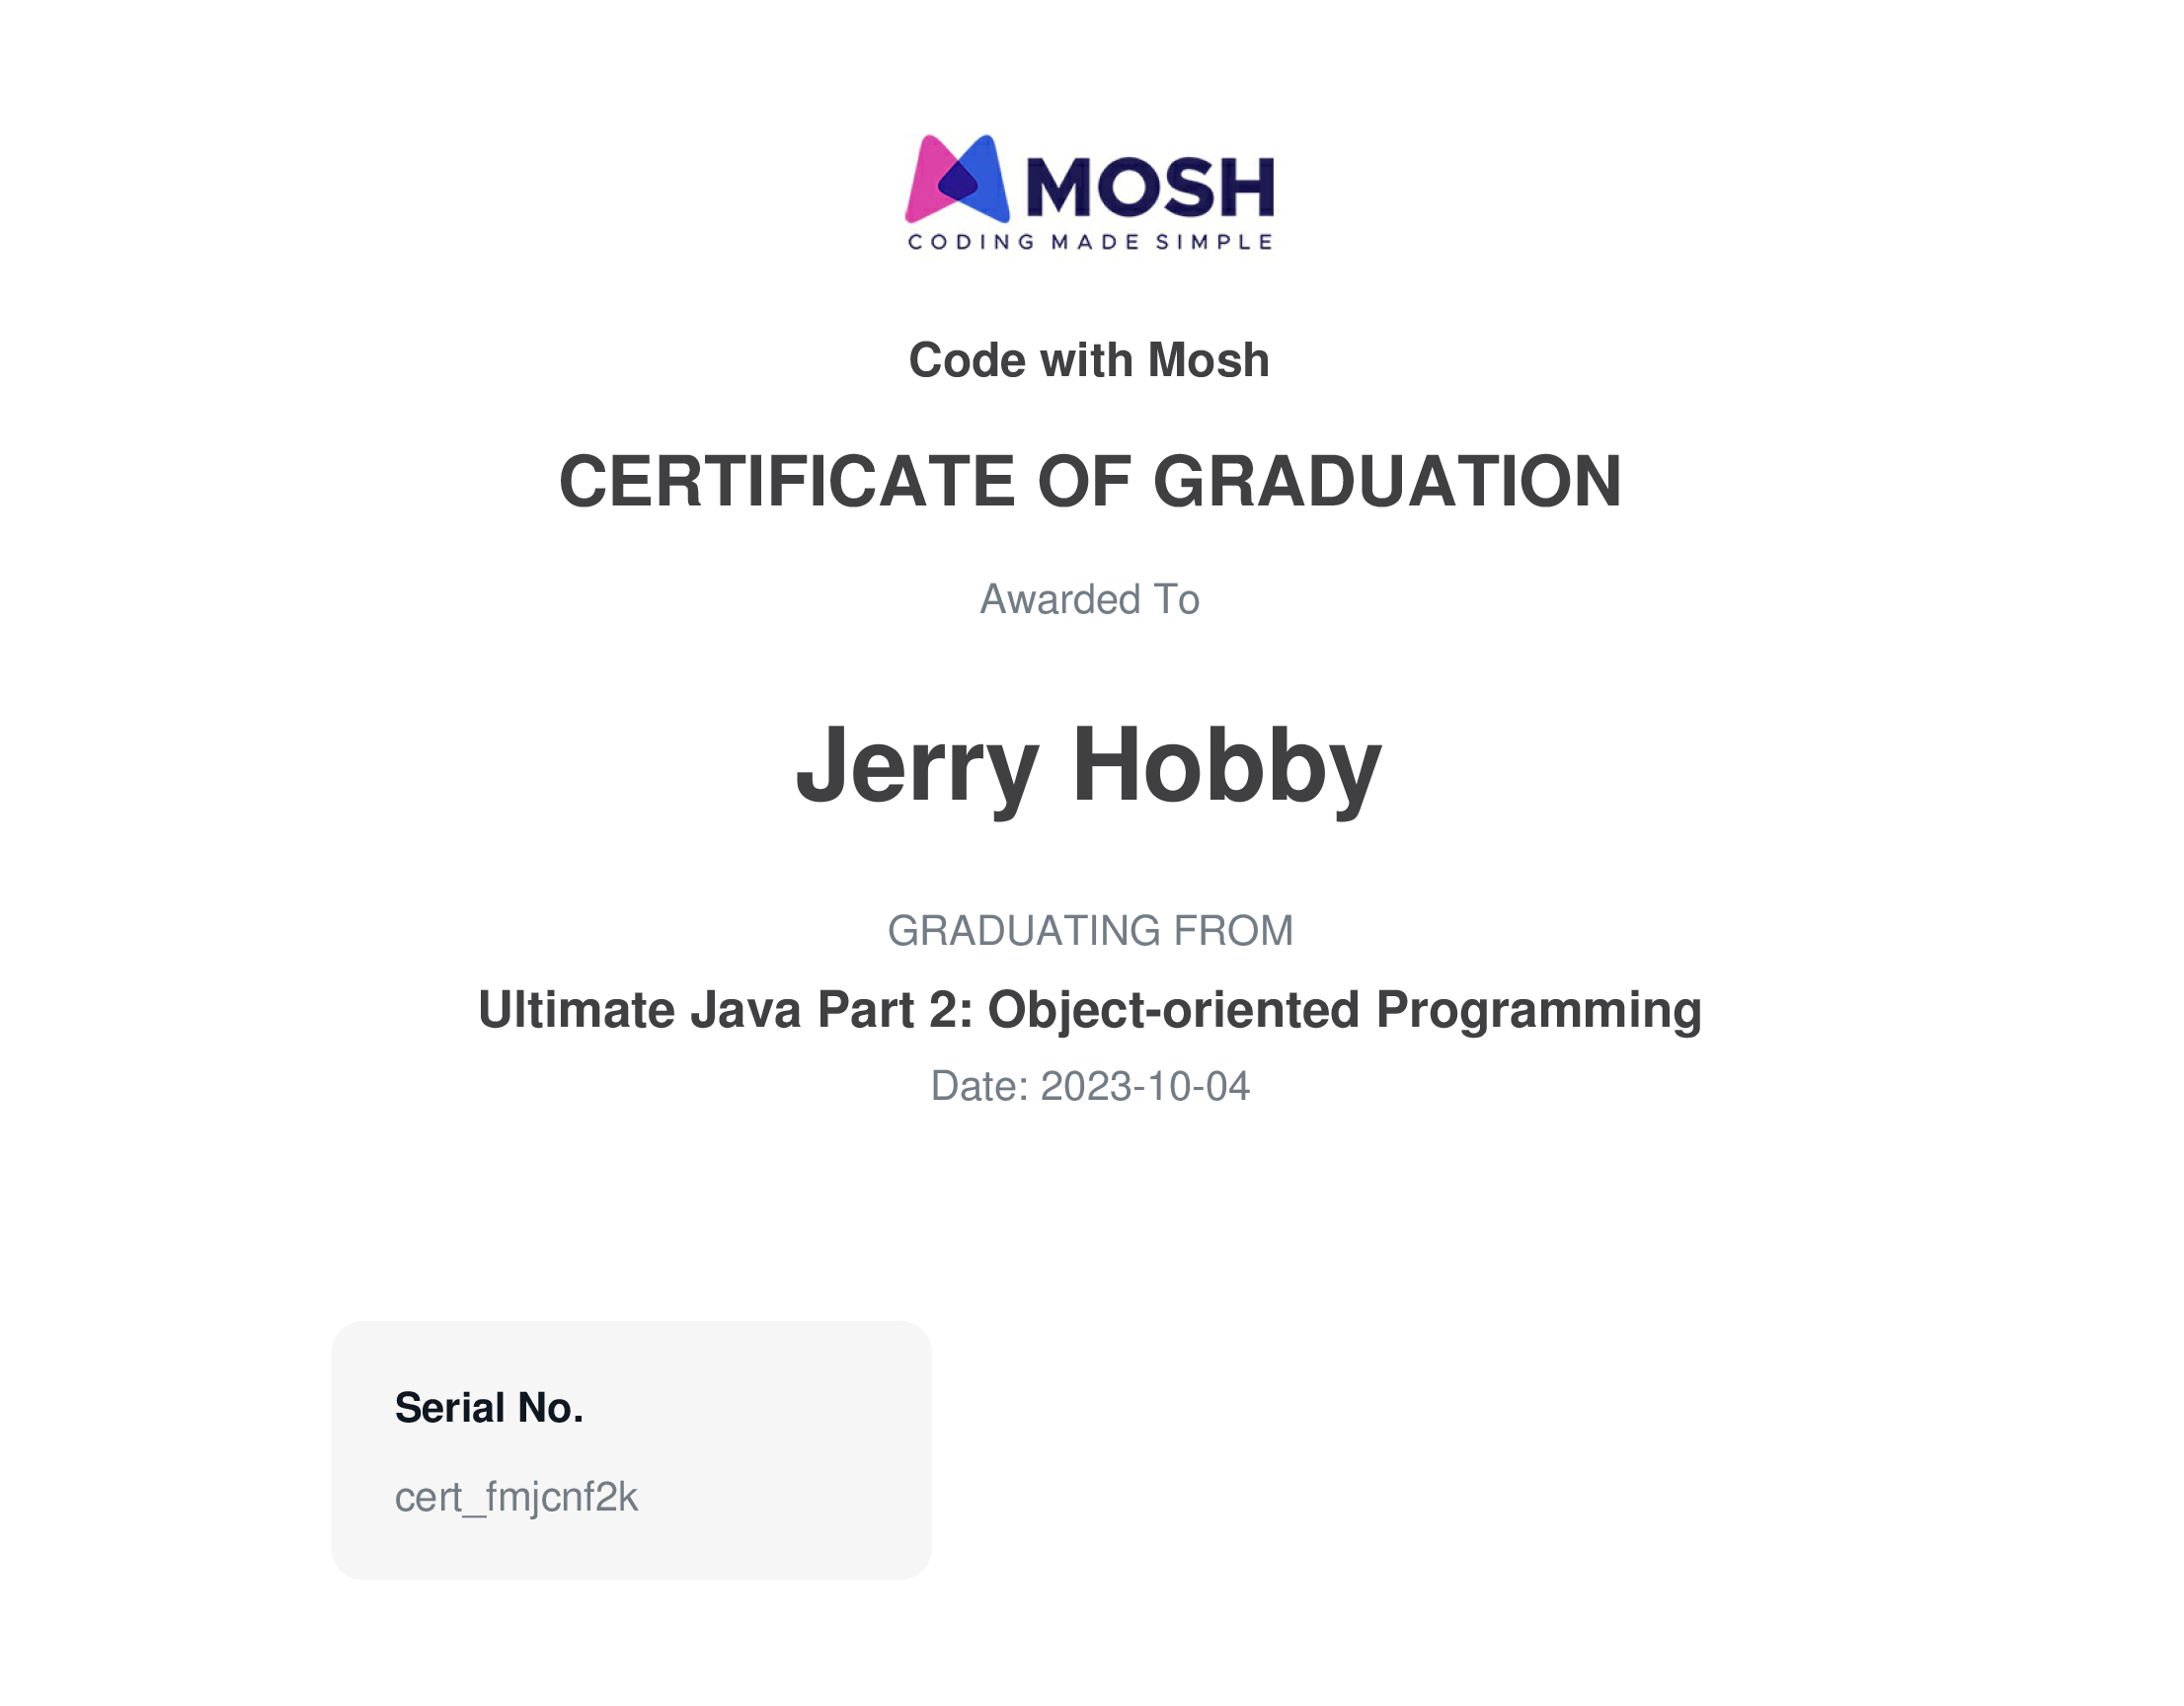 MOSH
CODING MADE SIMPLE
Code with Mosh
CERTIFICATE OF GRADUATION
Awarded To
Jerry Hobby
GRADUATING FROM
Ultimate Java Part 2: Object-oriented Programming
Date: 2023-10-04
Serial No.
cert_fmjcnf2k